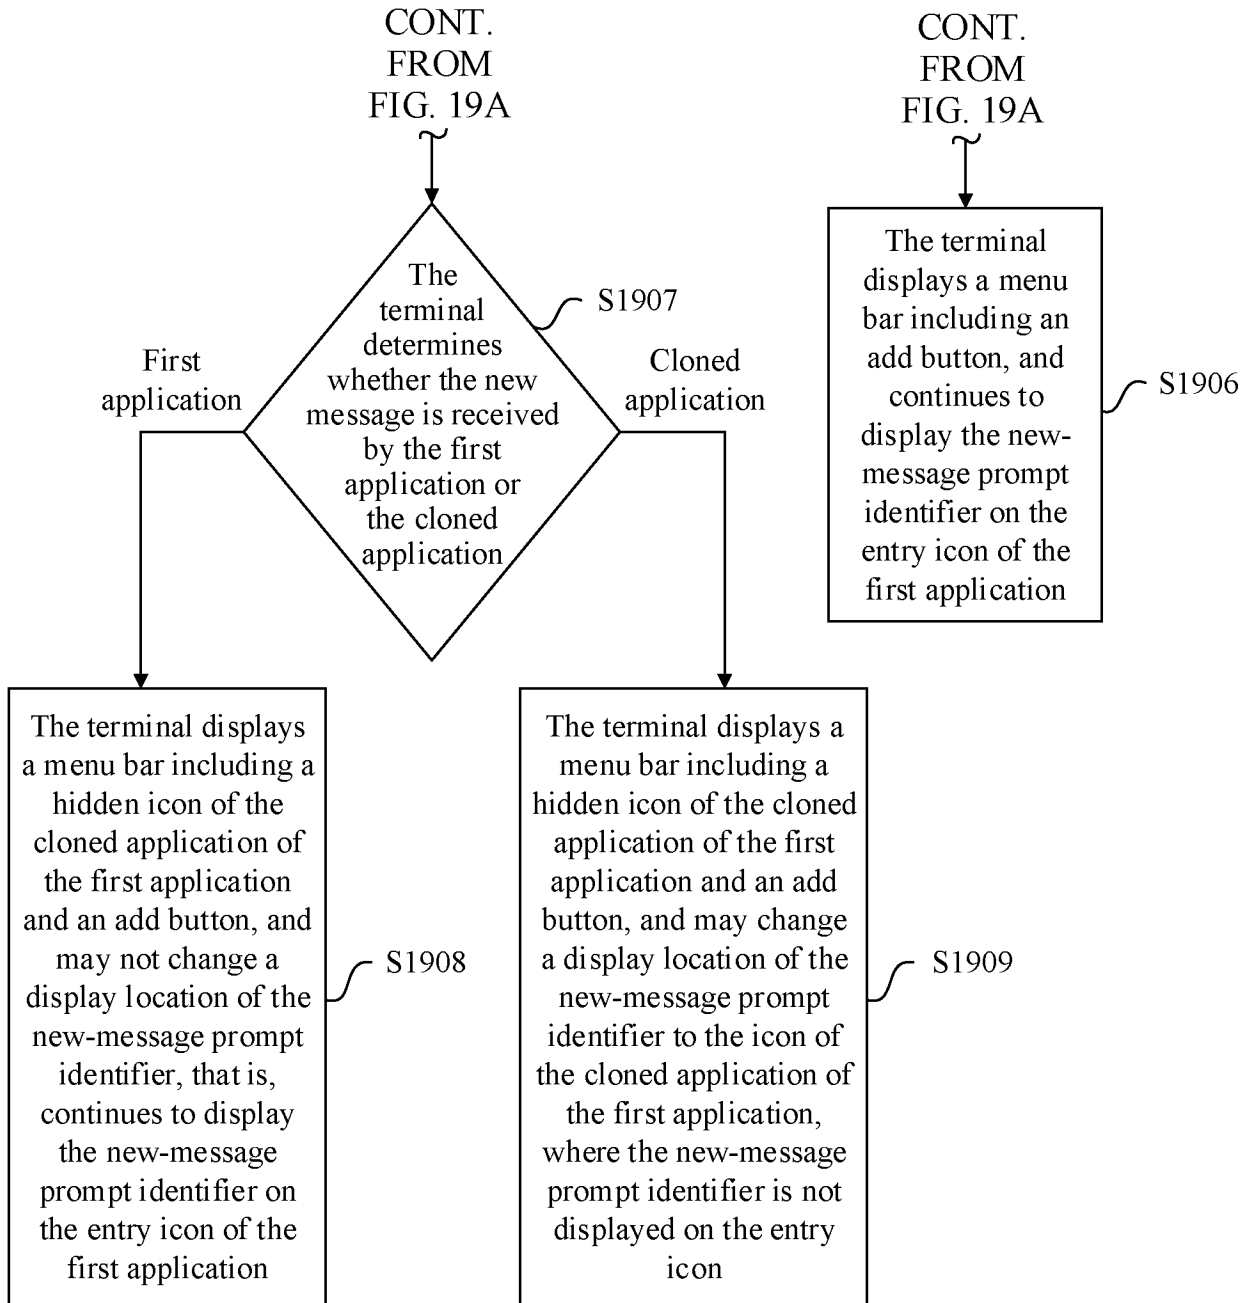 CONT.
FROM
FIG. 19A
The
terminal
determines
whether the new
message is received
by the first
application or
the cloned
application
S1907
First
application
Cloned
application
The terminal displays
a menu bar including a
hidden icon of the
cloned application of
the first application
and an add button, and
may not change a
display location of the
new-message prompt
identifier, that is,
continues to display
the new-message
prompt identifier on
the entry icon of the
first application
S1908
The terminal displays a
menu bar including a
hidden icon of the cloned
application of the first
application and an add
button, and may change
a display location of the
new-message prompt
identifier to the icon of
the cloned application of
the first application,
where the new-message
prompt identifier is not
displayed on the entry
icon
S1909
CONT.
FROM
FIG. 19A
The terminal
displays a menu
bar including an
add button, and
continues to
display the new-
message prompt
identifier on the
entry icon of the
first application
S1906